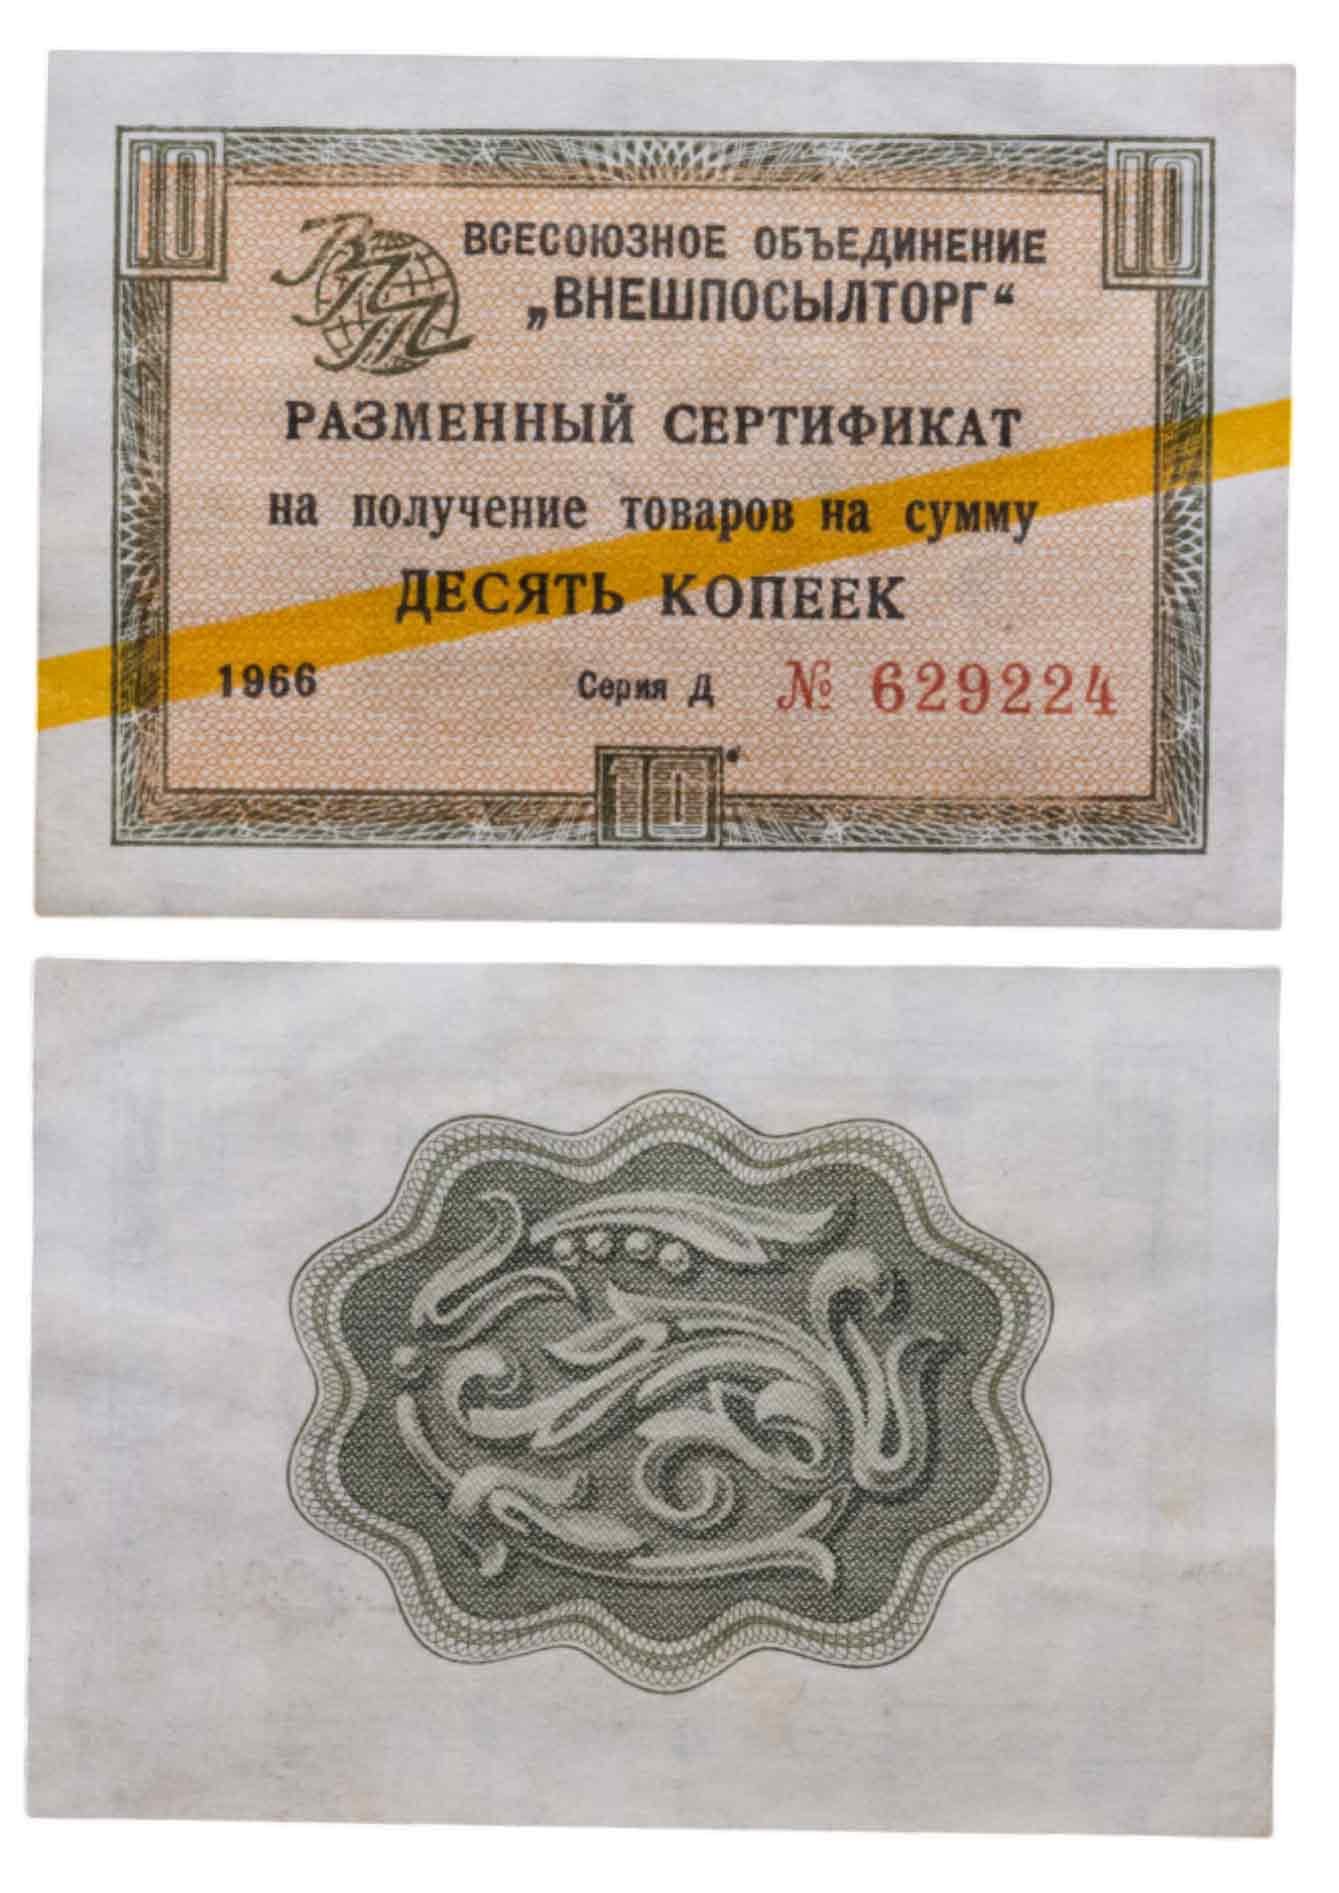 10 10
ВПТ
ВСЕСОЮЗНОЕ ОБЪЕДИНЕНИЕ
„ВНЕШПОСЫЛТОРГ“
РАЗМЕННЫЙ СЕРТИФИКАТ
на получение товаров на сумму
ДЕСЯТЬ КОПЕЕК
1966 Серия Д № 629224
10